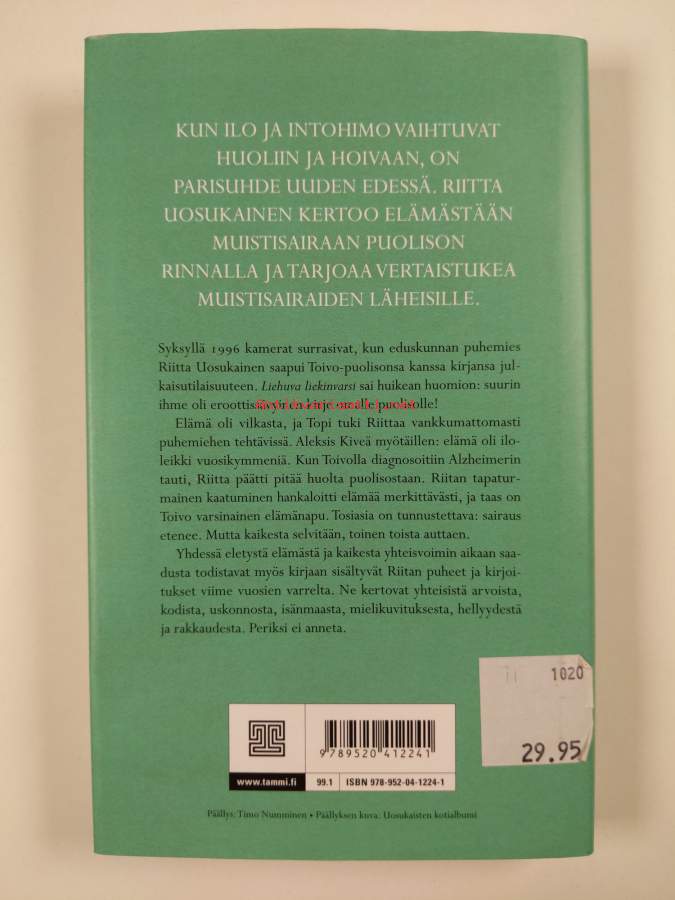 KUN ILO JA INTOHIMO VAIHTUVAT
HUOLIIN JA HOIVAAN, ON
PARISUHDE UUDEN EDESSÄ. RIITTA
UOSUKAINEN KERTOO ELÄMÄSTÄÄN
MUISTISAIRAAN PUOLISON
RINNALLA JA TARJOAA VERTAISTUKEA
MUISTISAIRAIDEN LÄHEISILLE.
Syksyllä 1996 kamerat surrasivat, kun eduskunnan puhemies
Riitta Uosukainen saapui Toivo-puolisonsa kanssa kirjansa jul-
kaisutilaisuuteen. Liehuva liekinvarsi sai huikean huomion: suurin
ihme oli eroottissävyinen kirje omalle puolisolle!
Elämä oli vilkasta, ja Topi tuki Riittaa vankkumattomasti
puhemiehen tehtävissä. Aleksis Kiveä myötäillen: elämä oli ilo-
leikki vuosikymmeniä. Kun Toivolla diagnosoitiin Alzheimerin
tauti, Riitta päätti pitää huolta puolisostaan. Riitan tapatur-
mainen kaatuminen hankaloitti elämää merkittävästi, ja taas on
Toivo varsinainen elämänapu. Tosiasia on tunnustettava: sairaus
etenee. Mutta kaikesta selvitään, toinen toista auttaen.
Yhdessä eletystä elämästä ja kaikesta yhteisvoimin aikaan saa-
dusta todistavat myös kirjaan sisältyvät Riitan puheet ja kirjoi-
tukset viime vuosien varrelta. Ne kertovat yhteisistä arvoista,
kodista, uskonnosta, isänmaasta, mielikuvituksesta, hellyydestä
ja rakkaudesta. Periksi ei anneta.
1020
29.95
9 789520 412241
www.tammi.fi
99.1
ISBN 978-952-04-1224-1
Päällys: Timo Numminen • Päällyksen kuva: Uosukaisten kotialbumi